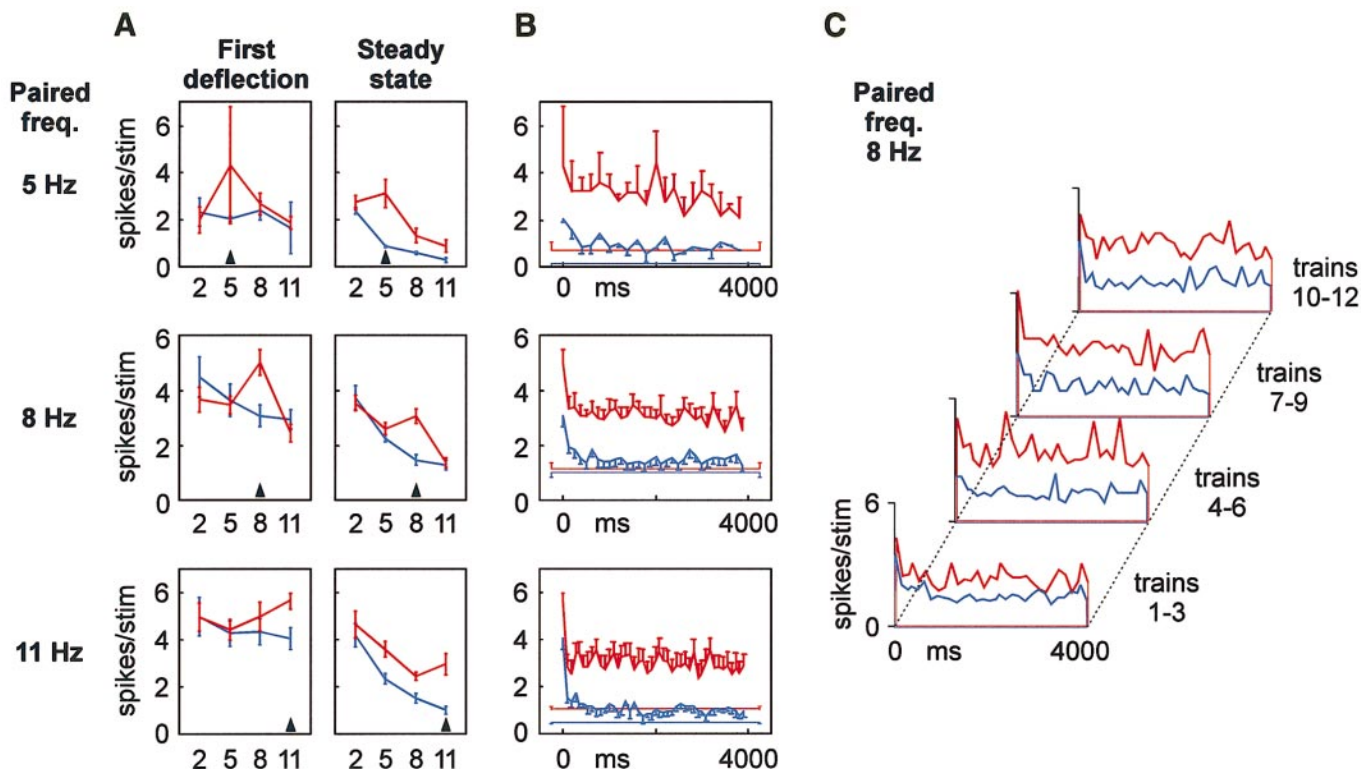 A
B
C
First deflection
Steady state
Paired freq.
5 Hz
spikes/stim
6
4
2
0
2 5 8 11
2 5 8 11
6
4
2
0
0 ms 4000
8 Hz
spikes/stim
6
4
2
0
2 5 8 11
2 5 8 11
6
4
2
0
0 ms 4000
11 Hz
spikes/stim
6
4
2
0
2 5 8 11
2 5 8 11
6
4
2
0
0 ms 4000
Paired freq.
8 Hz
trains 10-12
trains 7-9
trains 4-6
trains 1-3
spikes/stim
6
0
0 ms 4000